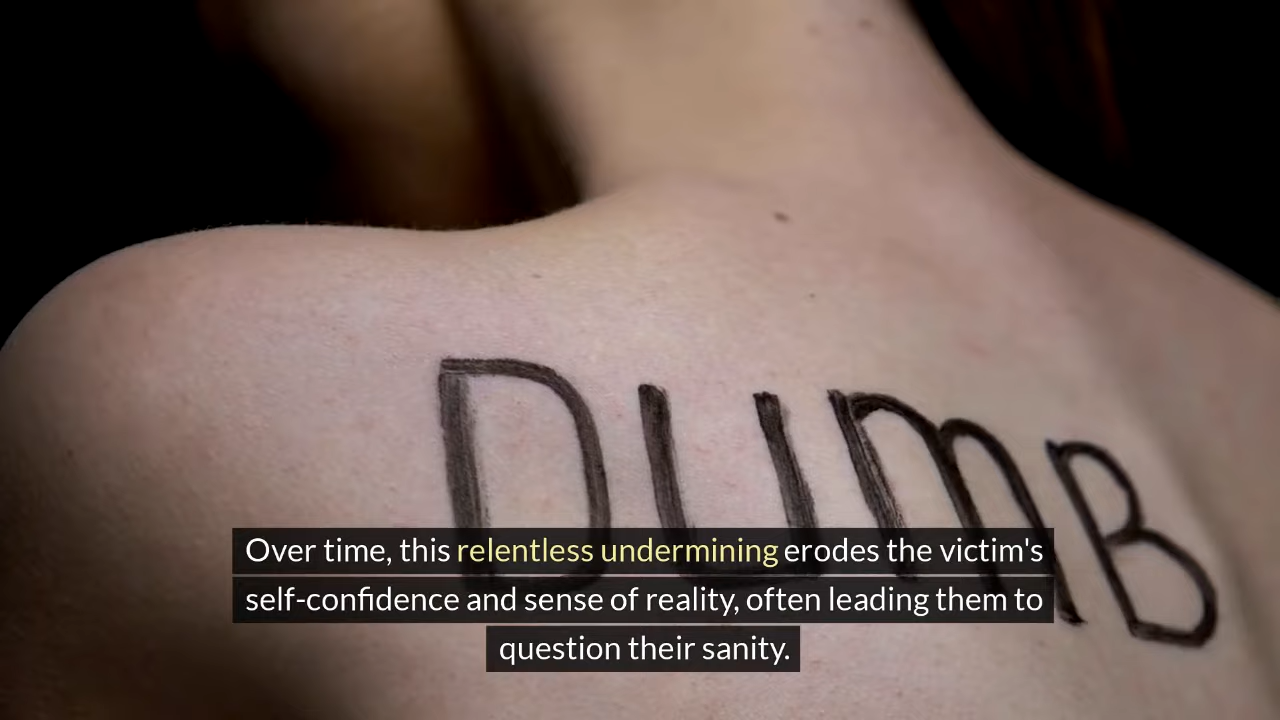 DUMB
Over time, this relentless undermining erodes the victim's
self-confidence and sense of reality, often leading them to
question their sanity.